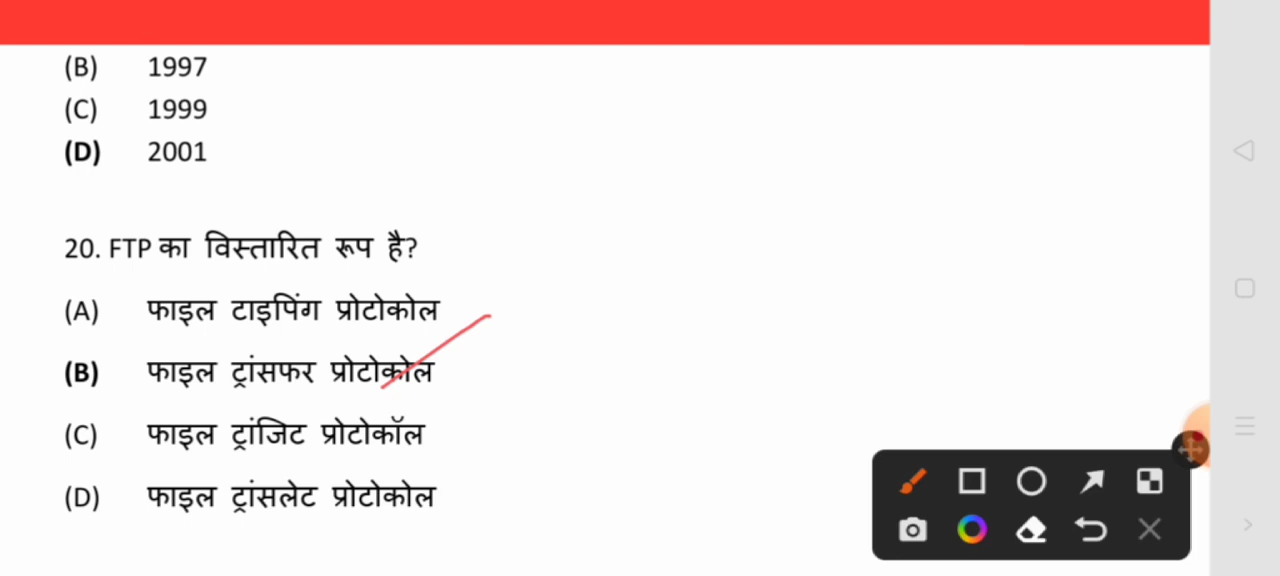 (B) 1997
(C) 1999
(D) 2001
20. FTP का विस्तारित रूप है?
(A) फाइल टाइपिंग प्रोटोकोल
(B) फाइल ट्रांसफर प्रोटोकोल
(C) फाइल ट्रांजिट प्रोटोकॉल
(D) फाइल ट्रांसलेट प्रोटोकोल